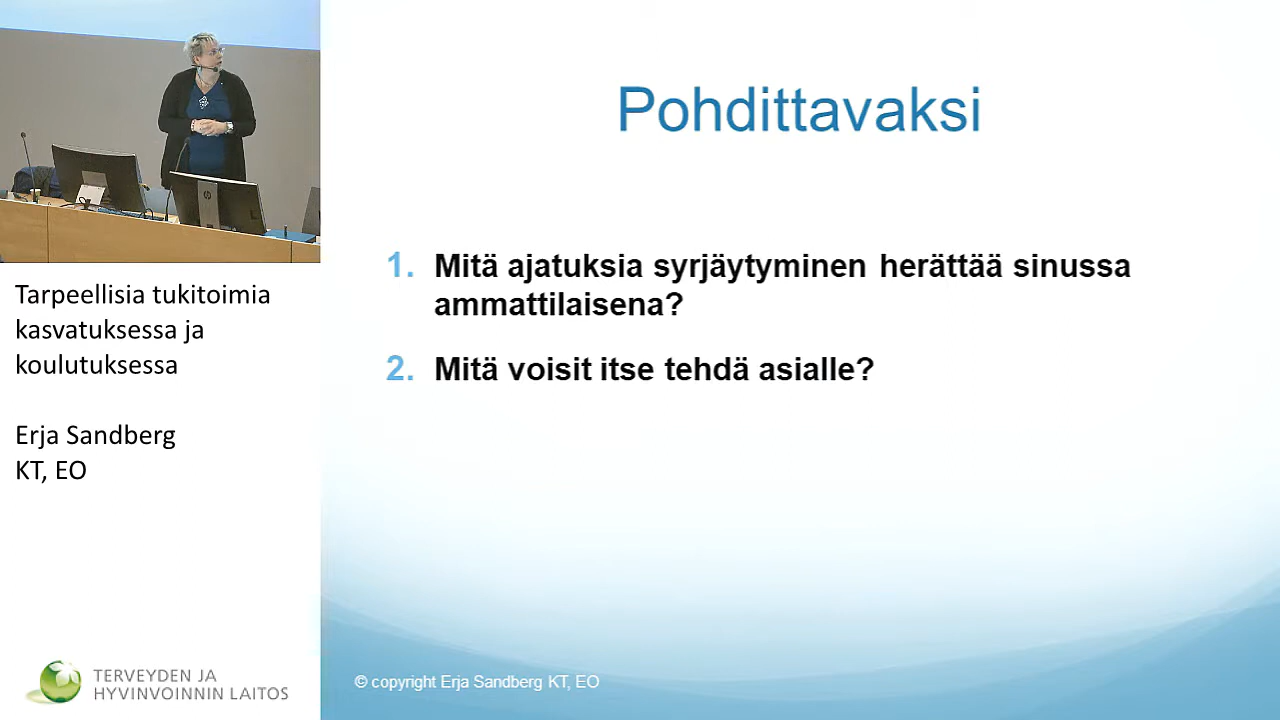 Pohdittavaksi
1. Mitä ajatuksia syrjäytyminen herättää sinussa
ammattilaisena?
2. Mitä voisit itse tehdä asialle?
Tarpeellisia tukitoimia
kasvatuksessa ja
koulutuksessa
Erja Sandberg
KT, EO
TERVEYDEN JA
HYVINVOINNIN LAITOS
© copyright Erja Sandberg KT, EO